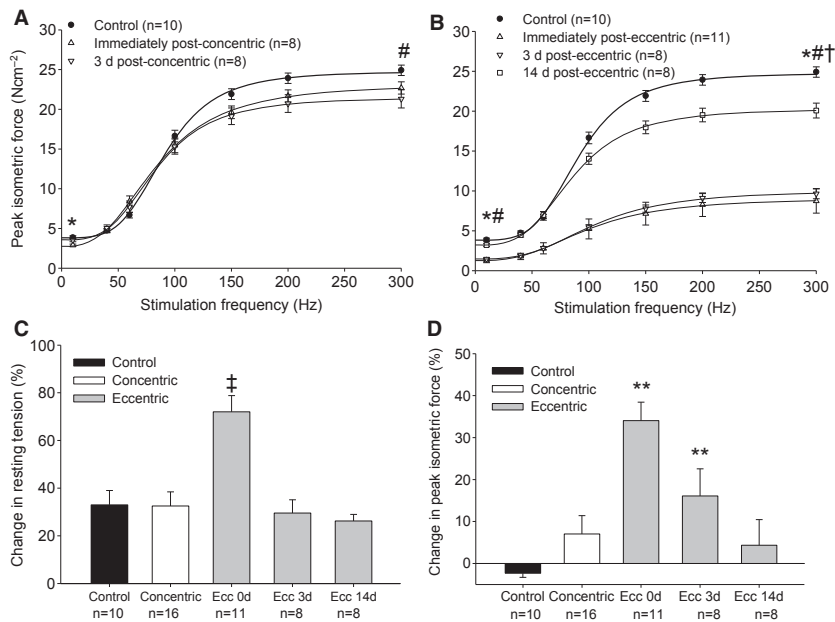 A
Control (n=10)
Immediately post-concentric (n=8)
3 d post-concentric (n=8)
#
*
30
25
20
15
10
5
0
Peak isometric force (Ncm⁻²)
0 50 100 150 200 250 300
Stimulation frequency (Hz)
B
Control (n=10)
Immediately post-eccentric (n=11)
3 d post-eccentric (n=8)
14 d post-eccentric (n=8)
*#†
*#
30
25
20
15
10
5
0
0 50 100 150 200 250 300
Stimulation frequency (Hz)
C
Control
Concentric
Eccentric
‡
100
80
60
40
20
0
Change in resting tension (%)
Control Concentric Ecc 0d Ecc 3d Ecc 14d
n=10 n=16 n=11 n=8 n=8
D
Control
Concentric
Eccentric
**
**
50
40
30
20
10
0
10
Change in peak isometric force (%)
Control Concentric Ecc 0d Ecc 3d Ecc 14d
n=10 n=16 n=11 n=8 n=8